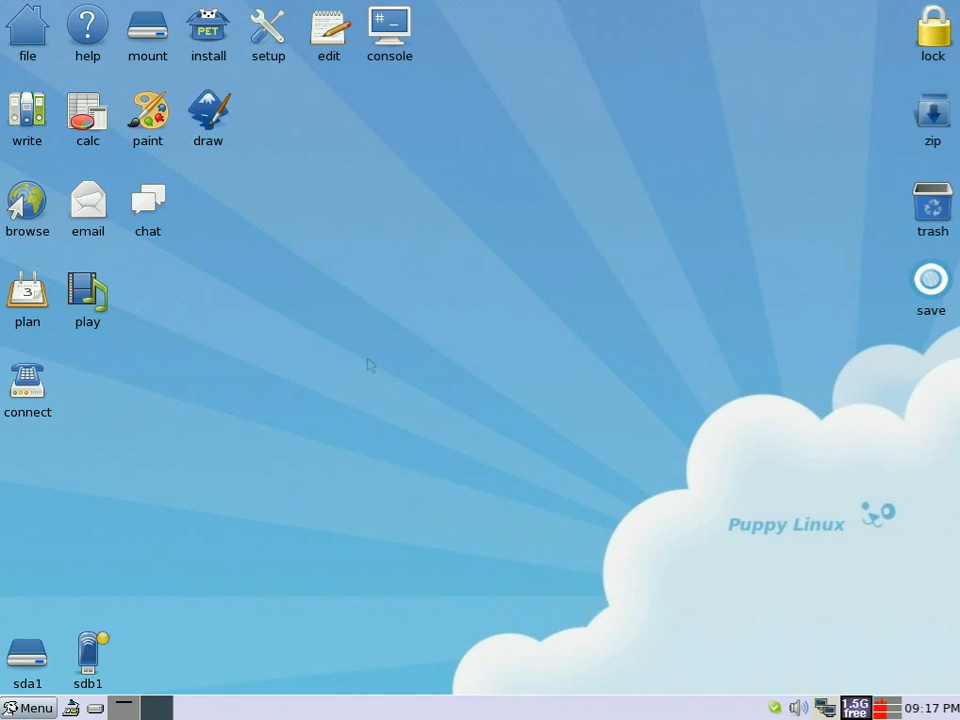 file help mount install setup edit console lock
PET
# _
write calc paint draw zip
browse email chat trash
3
plan play save
connect
Puppy Linux
sda1 sdb1
Menu 1.5G free 09:17 PM